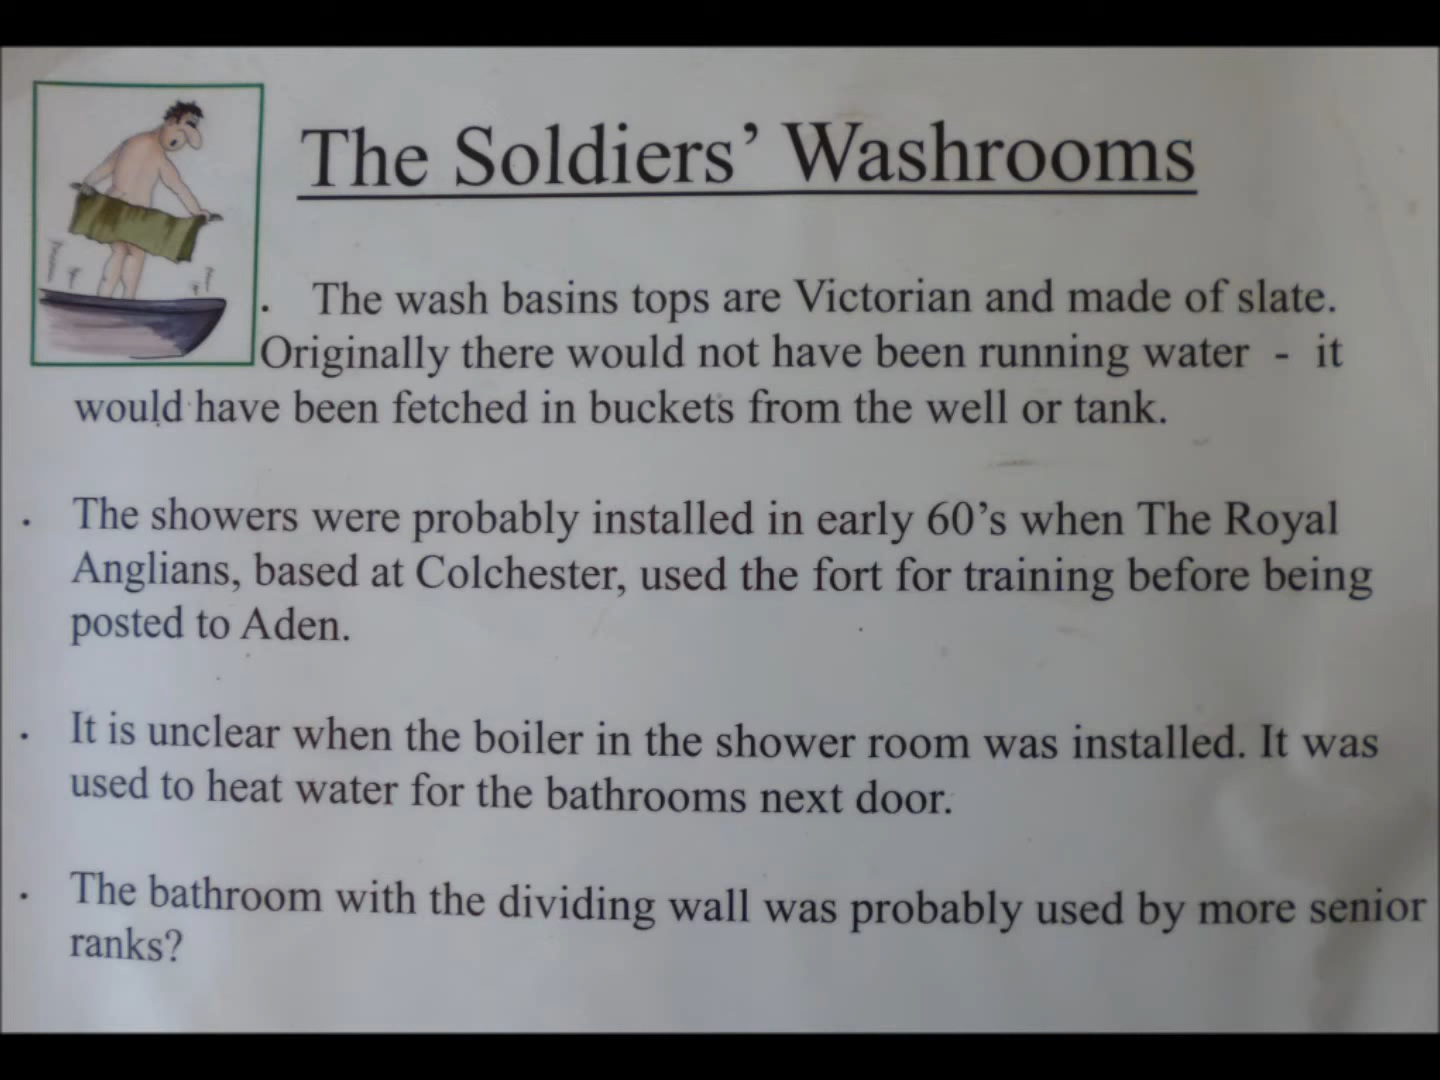 The Soldiers’ Washrooms
. The wash basins tops are Victorian and made of slate.
Originally there would not have been running water - it
would have been fetched in buckets from the well or tank.
. The showers were probably installed in early 60’s when The Royal
Anglians, based at Colchester, used the fort for training before being
posted to Aden.
. It is unclear when the boiler in the shower room was installed. It was
used to heat water for the bathrooms next door.
. The bathroom with the dividing wall was probably used by more senior
ranks?